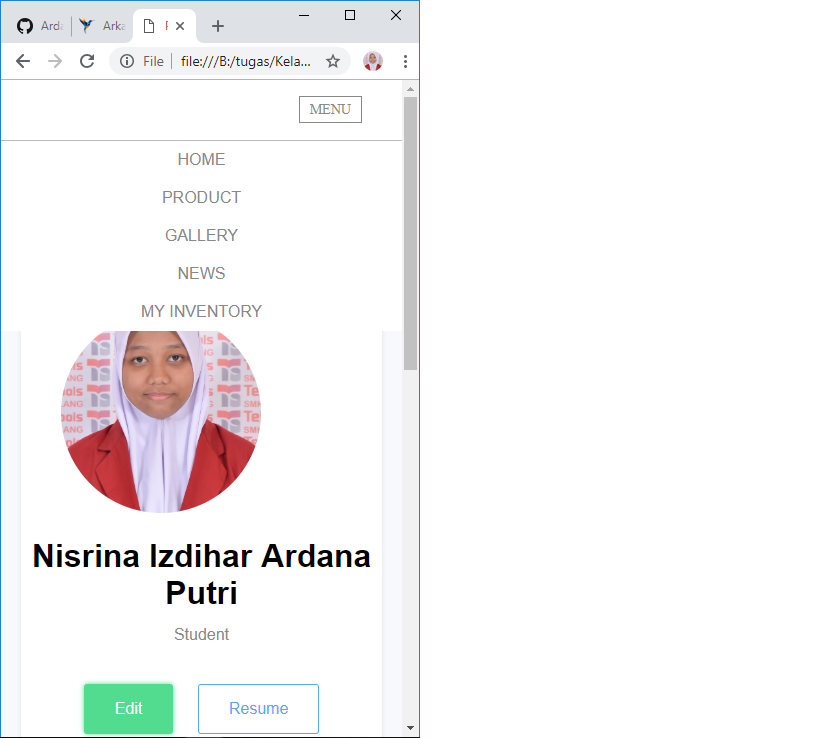 Arda
Arka
File
file:///B:/tugas/Kela...
MENU
HOME
PRODUCT
GALLERY
NEWS
MY INVENTORY
Nisrina Izdihar Ardana
Putri
Student
Edit
Resume